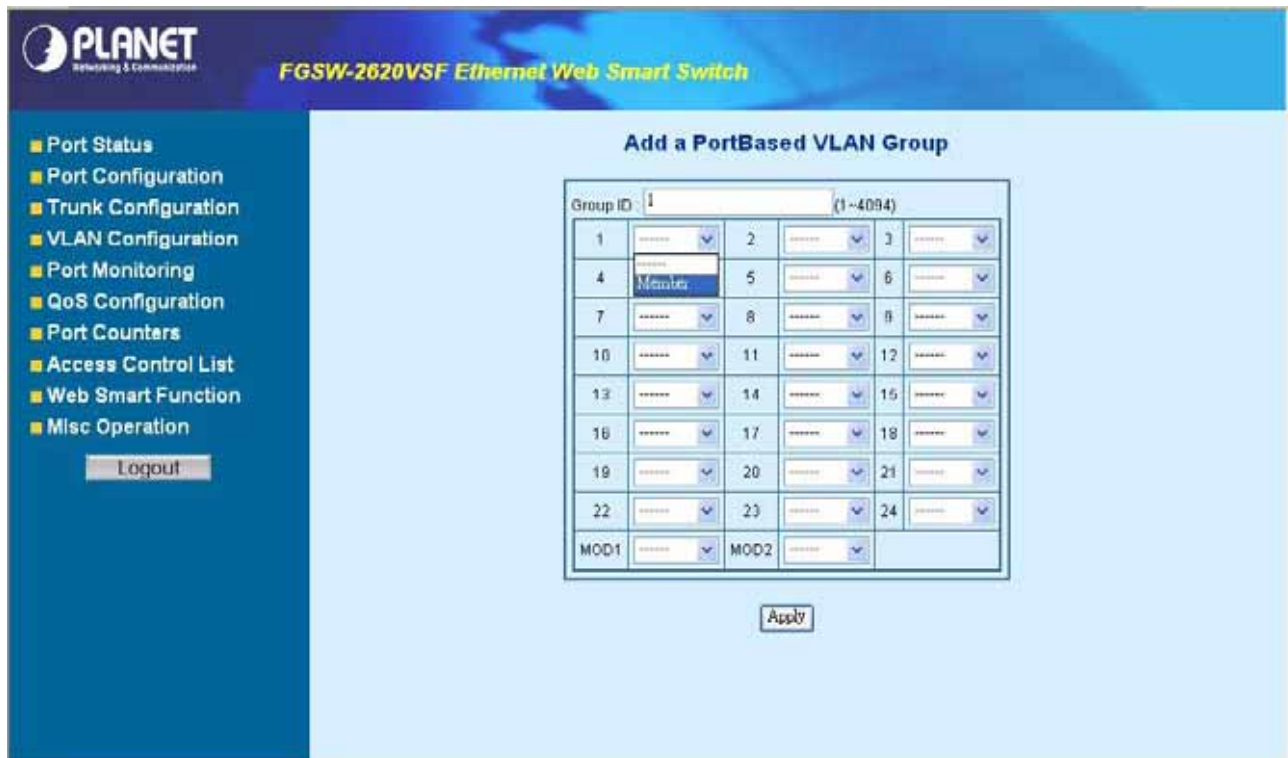 PLANET
Networking & Communication
FGSW-2620VSF Ethernet Web Smart Switch
Port Status
Port Configuration
Trunk Configuration
VLAN Configuration
Port Monitoring
QoS Configuration
Port Counters
Access Control List
Web Smart Function
Misc Operation
Logout
Add a PortBased VLAN Group
Group ID : 1 (1~4094)
1 ------ 2 ------ 3 ------
------
Member
4 5 ------ 6 ------
7 ------ 8 ------ 9 ------
10 ------ 11 ------ 12 ------
13 ------ 14 ------ 15 ------
16 ------ 17 ------ 18 ------
19 ------ 20 ------ 21 ------
22 ------ 23 ------ 24 ------
MOD1 ------ MOD2 ------
Apply